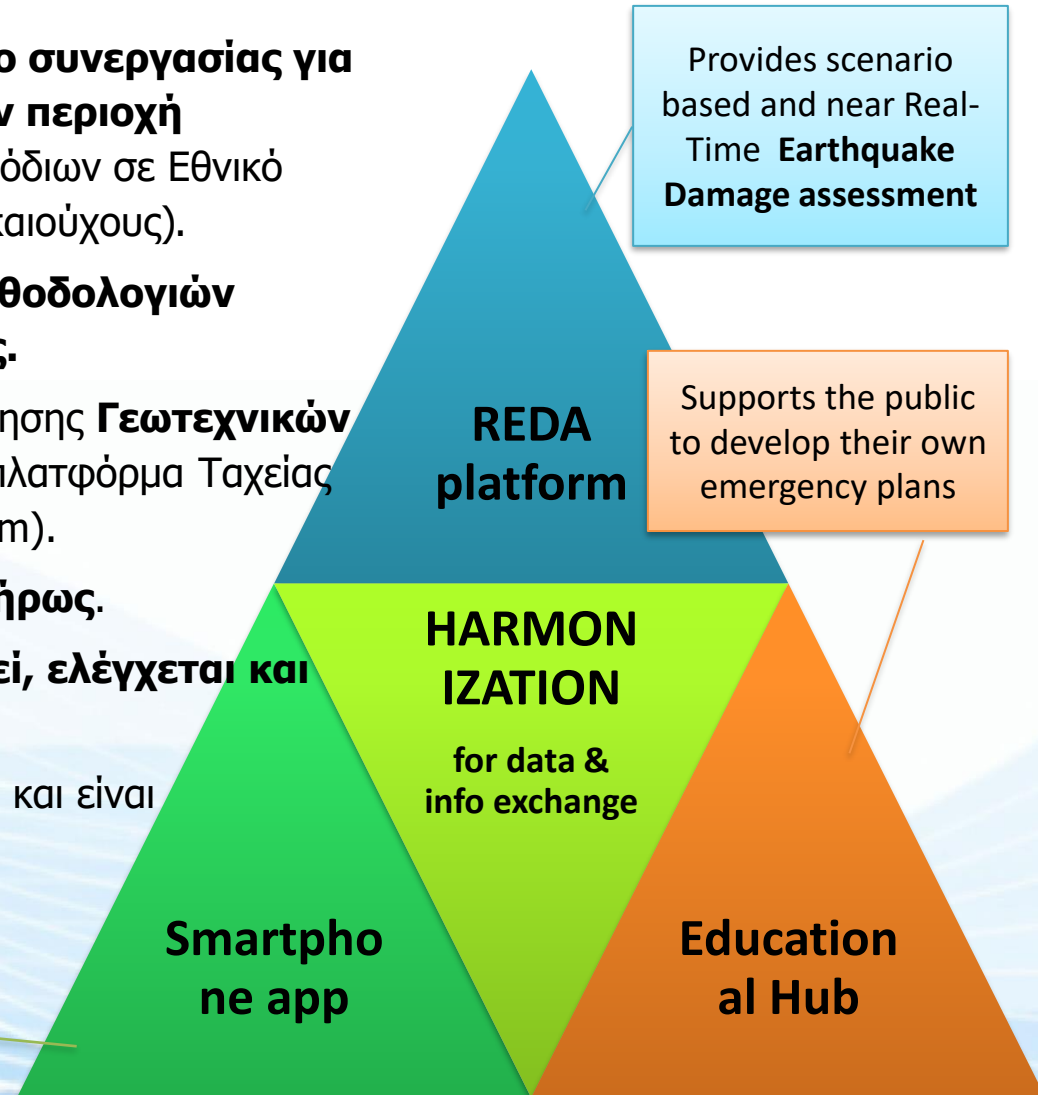 ο συνεργασίας για
ν περιοχή
όδιων σε Εθνικό
καιούχους).
θοδολογιών
ς.
ησης Γεωτεχνικών
πλατφόρμα Ταχείας
m).
ήρως.
εί, ελέγχεται και
και είναι
Provides scenario
based and near Real-
Time Earthquake
Damage assessment
REDA
platform
Supports the public
to develop their own
emergency plans
HARMON
IZATION
for data &
info exchange
Smartpho
ne app
Education
al Hub